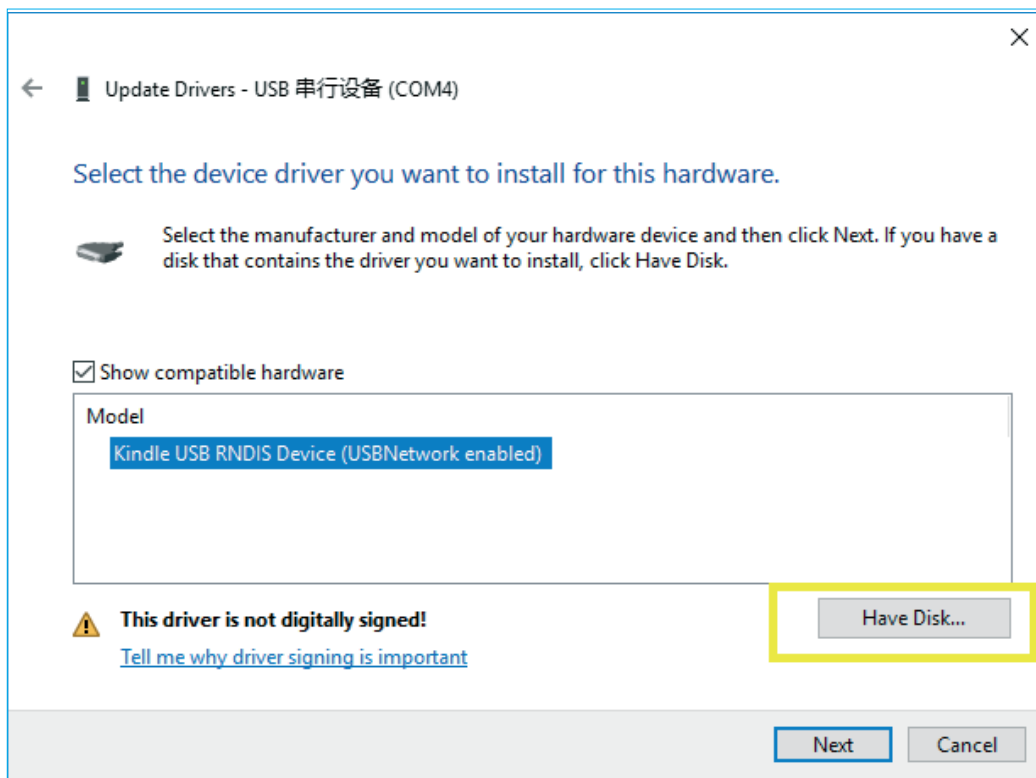 Update Drivers - USB 串行设备 (COM4)
Select the device driver you want to install for this hardware.
Select the manufacturer and model of your hardware device and then click Next. If you have a
disk that contains the driver you want to install, click Have Disk.
Show compatible hardware
Model
Kindle USB RNDIS Device (USBNetwork enabled)
This driver is not digitally signed!
Have Disk...
Tell me why driver signing is important
Next
Cancel